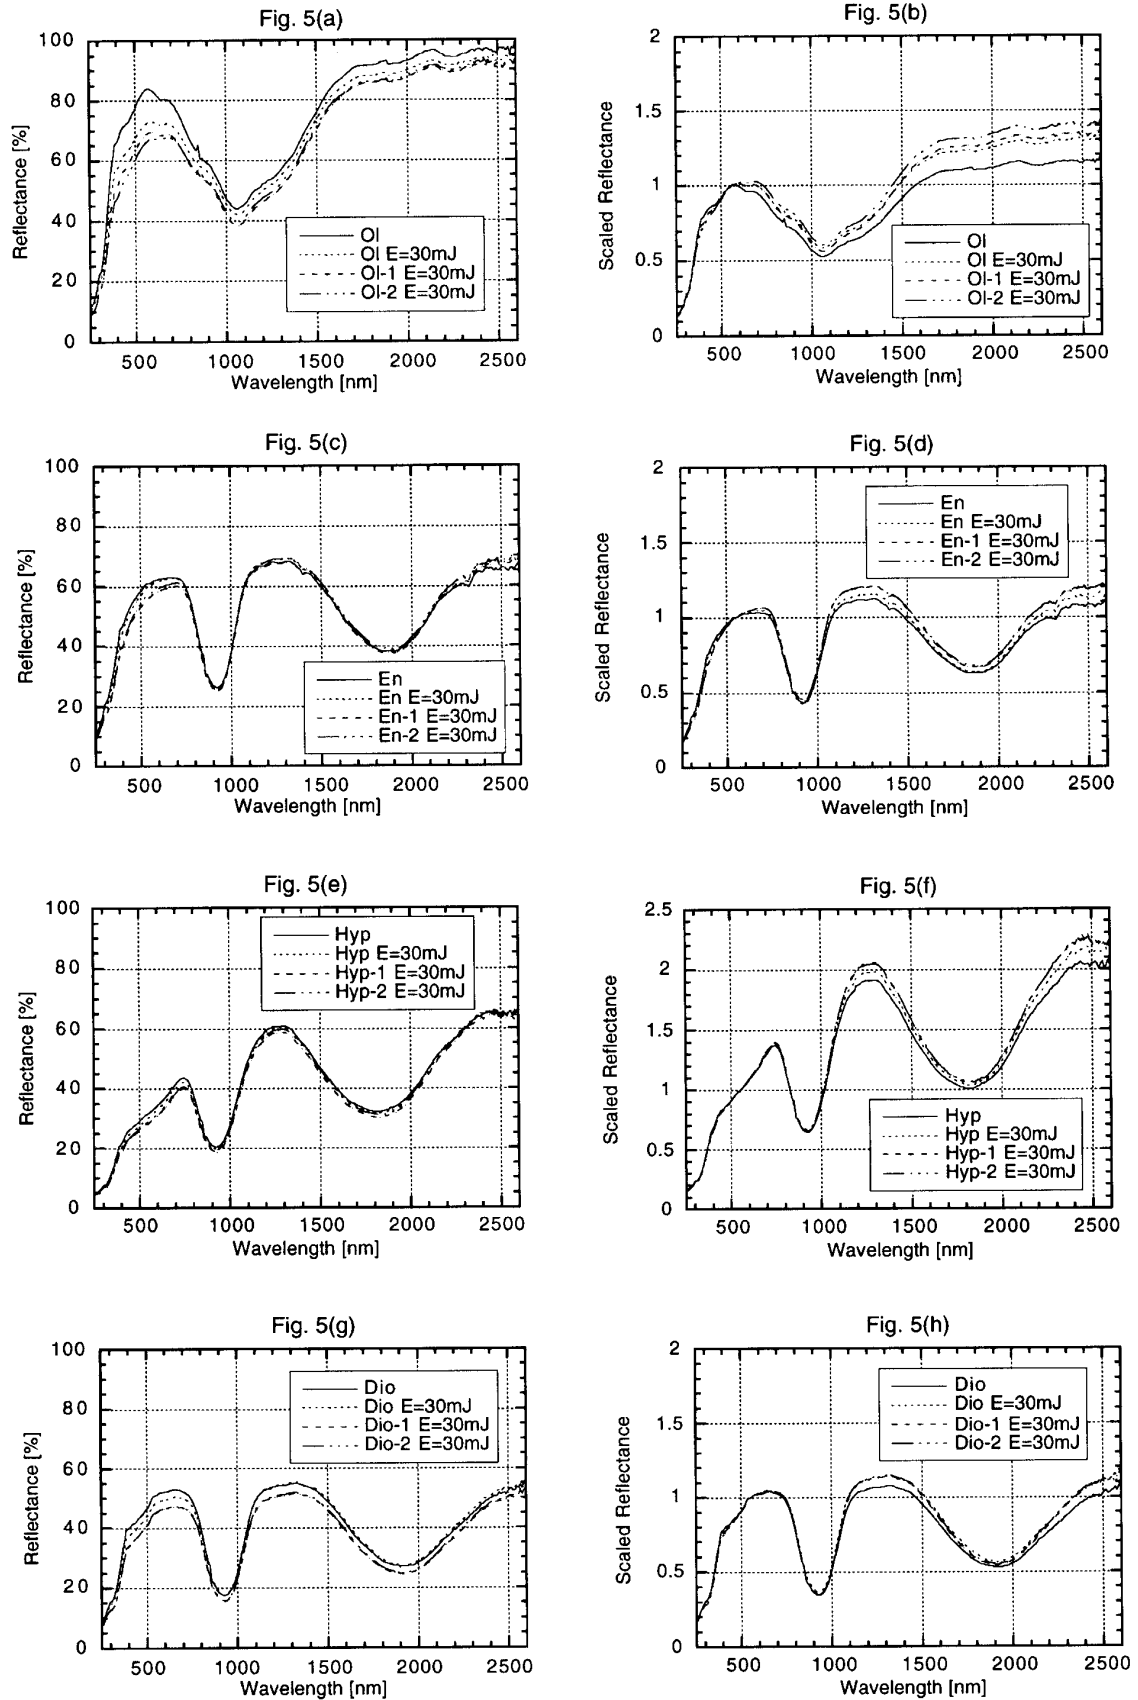 Fig. 5(a)
100
80
60
40
20
0
Reflectance [%]
Ol
Ol E=30mJ
Ol-1 E=30mJ
Ol-2 E=30mJ
500 1000 1500 2000 2500
Wavelength [nm]
Fig. 5(b)
2
1.5
1
0.5
0
Scaled Reflectance
Ol
Ol E=30mJ
Ol-1 E=30mJ
Ol-2 E=30mJ
500 1000 1500 2000 2500
Wavelength [nm]
Fig. 5(c)
100
80
60
40
20
0
Reflectance [%]
En
En E=30mJ
En-1 E=30mJ
En-2 E=30mJ
500 1000 1500 2000 2500
Wavelength [nm]
Fig. 5(d)
2
1.5
1
0.5
0
Scaled Reflectance
En
En E=30mJ
En-1 E=30mJ
En-2 E=30mJ
500 1000 1500 2000 2500
Wavelength [nm]
Fig. 5(e)
100
80
60
40
20
0
Reflectance [%]
Hyp
Hyp E=30mJ
Hyp-1 E=30mJ
Hyp-2 E=30mJ
500 1000 1500 2000 2500
Wavelength [nm]
Fig. 5(f)
2.5
2
1.5
1
0.5
0
Scaled Reflectance
Hyp
Hyp E=30mJ
Hyp-1 E=30mJ
Hyp-2 E=30mJ
500 1000 1500 2000 2500
Wavelength [nm]
Fig. 5(g)
100
80
60
40
20
0
Reflectance [%]
Dio
Dio E=30mJ
Dio-1 E=30mJ
Dio-2 E=30mJ
500 1000 1500 2000 2500
Wavelength [nm]
Fig. 5(h)
2
1.5
1
0.5
0
Scaled Reflectance
Dio
Dio E=30mJ
Dio-1 E=30mJ
Dio-2 E=30mJ
500 1000 1500 2000 2500
Wavelength [nm]